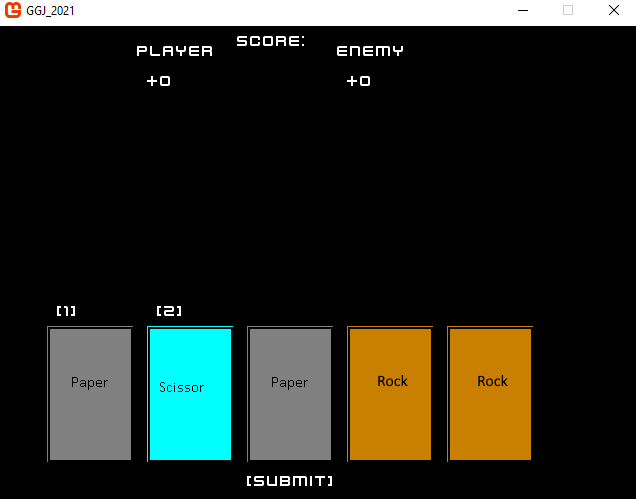 GGJ_2021
SCORE:
PLAYER ENEMY
+0 +0
[1] [2]
Paper Scissor Paper Rock Rock
[SUBMIT]